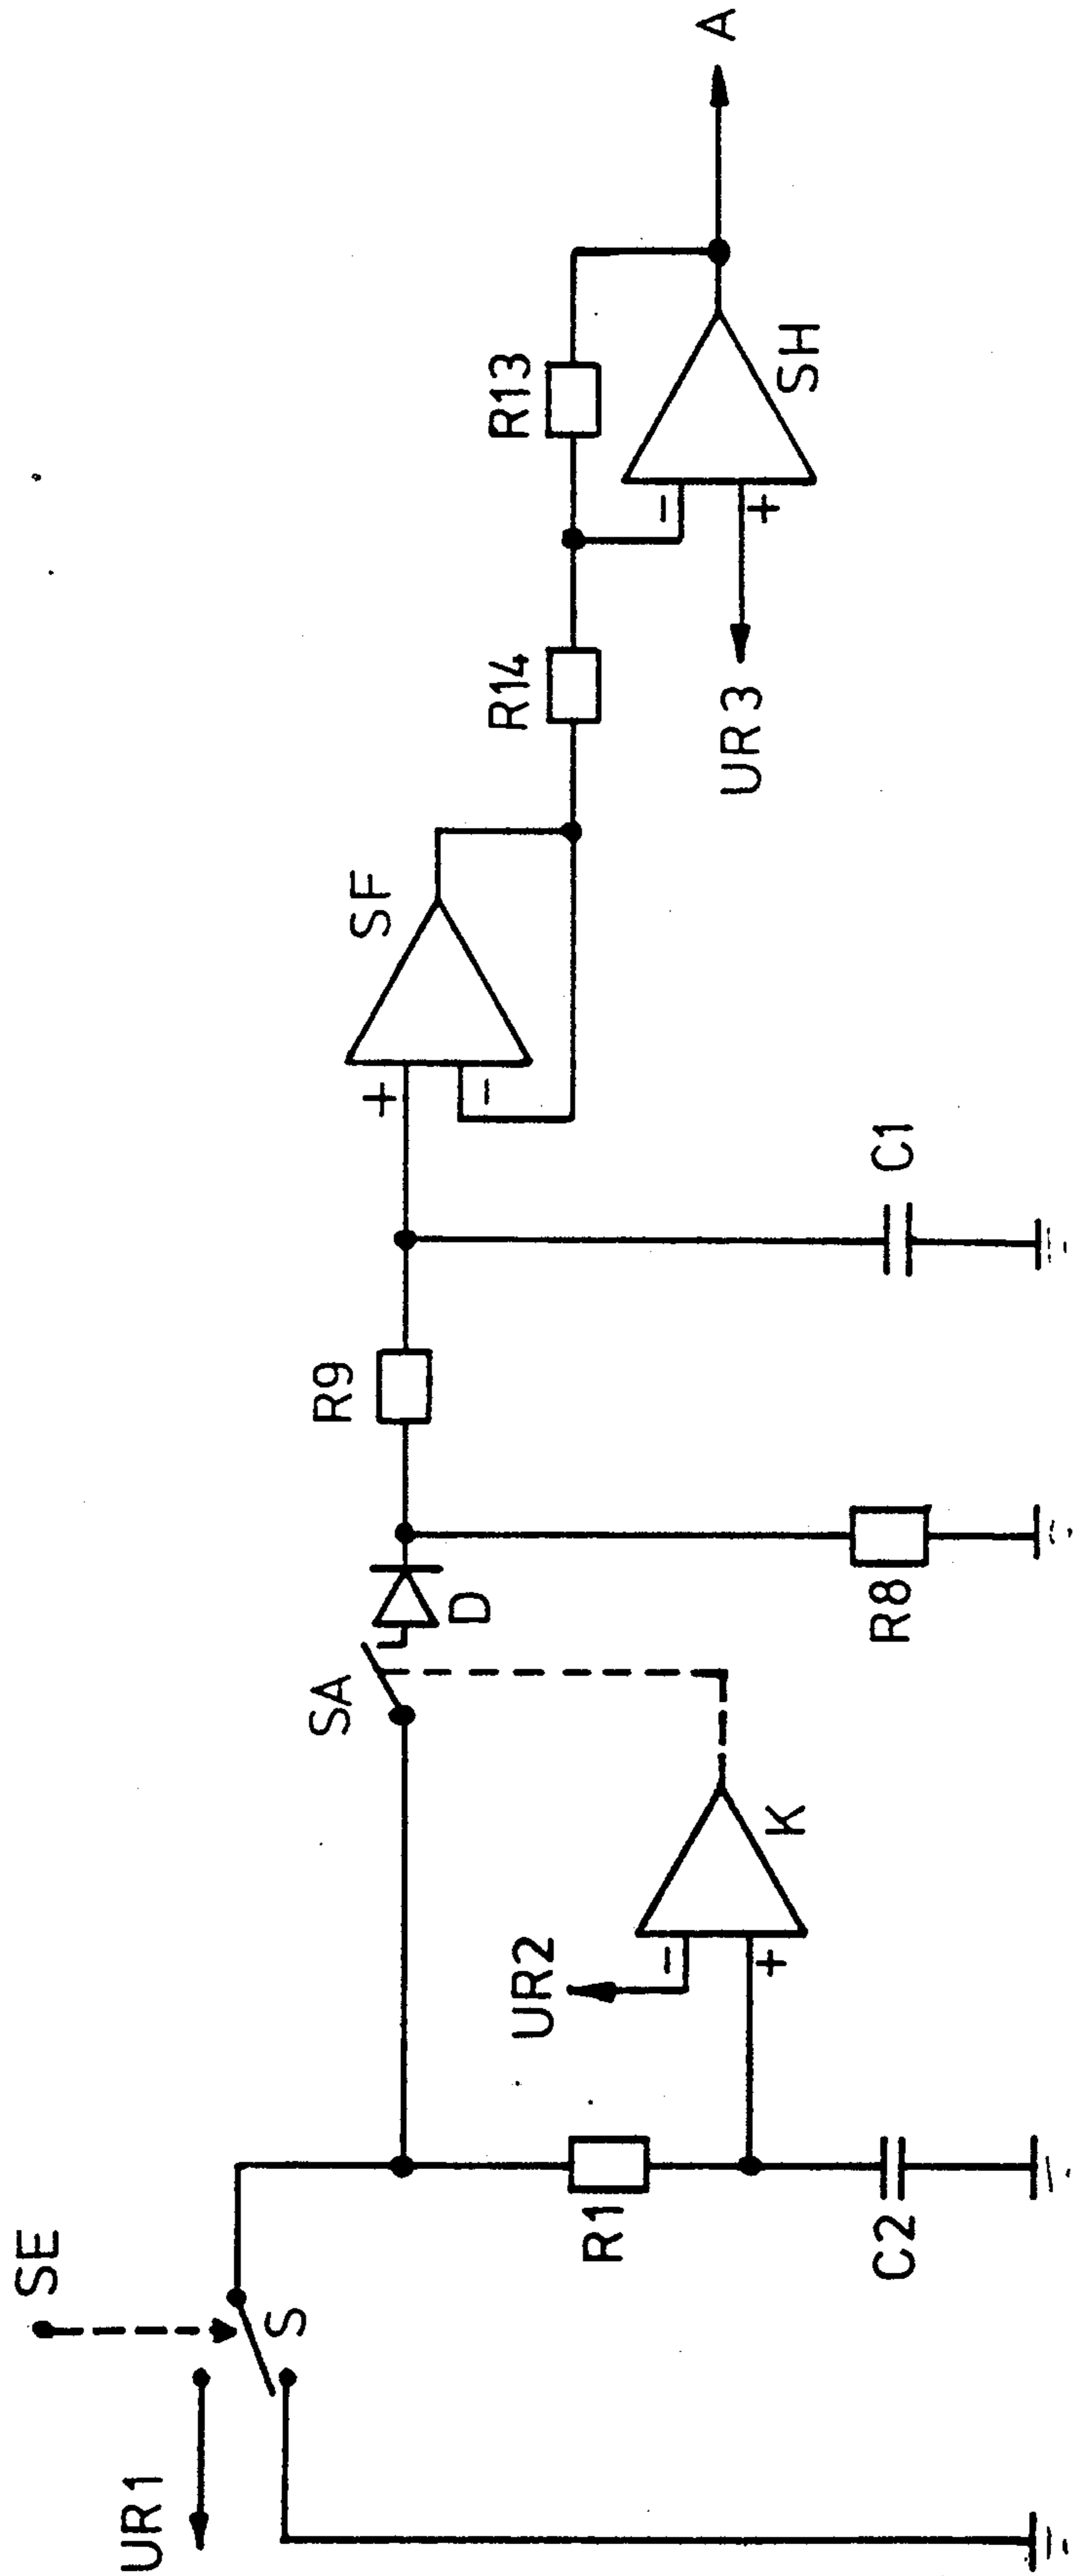 SE
UR1
S
R1
C2
UR2
K
+
−
SA
D
R8
R9
C1
SF
+
−
R14
R13
UR3
−
+
SH
A